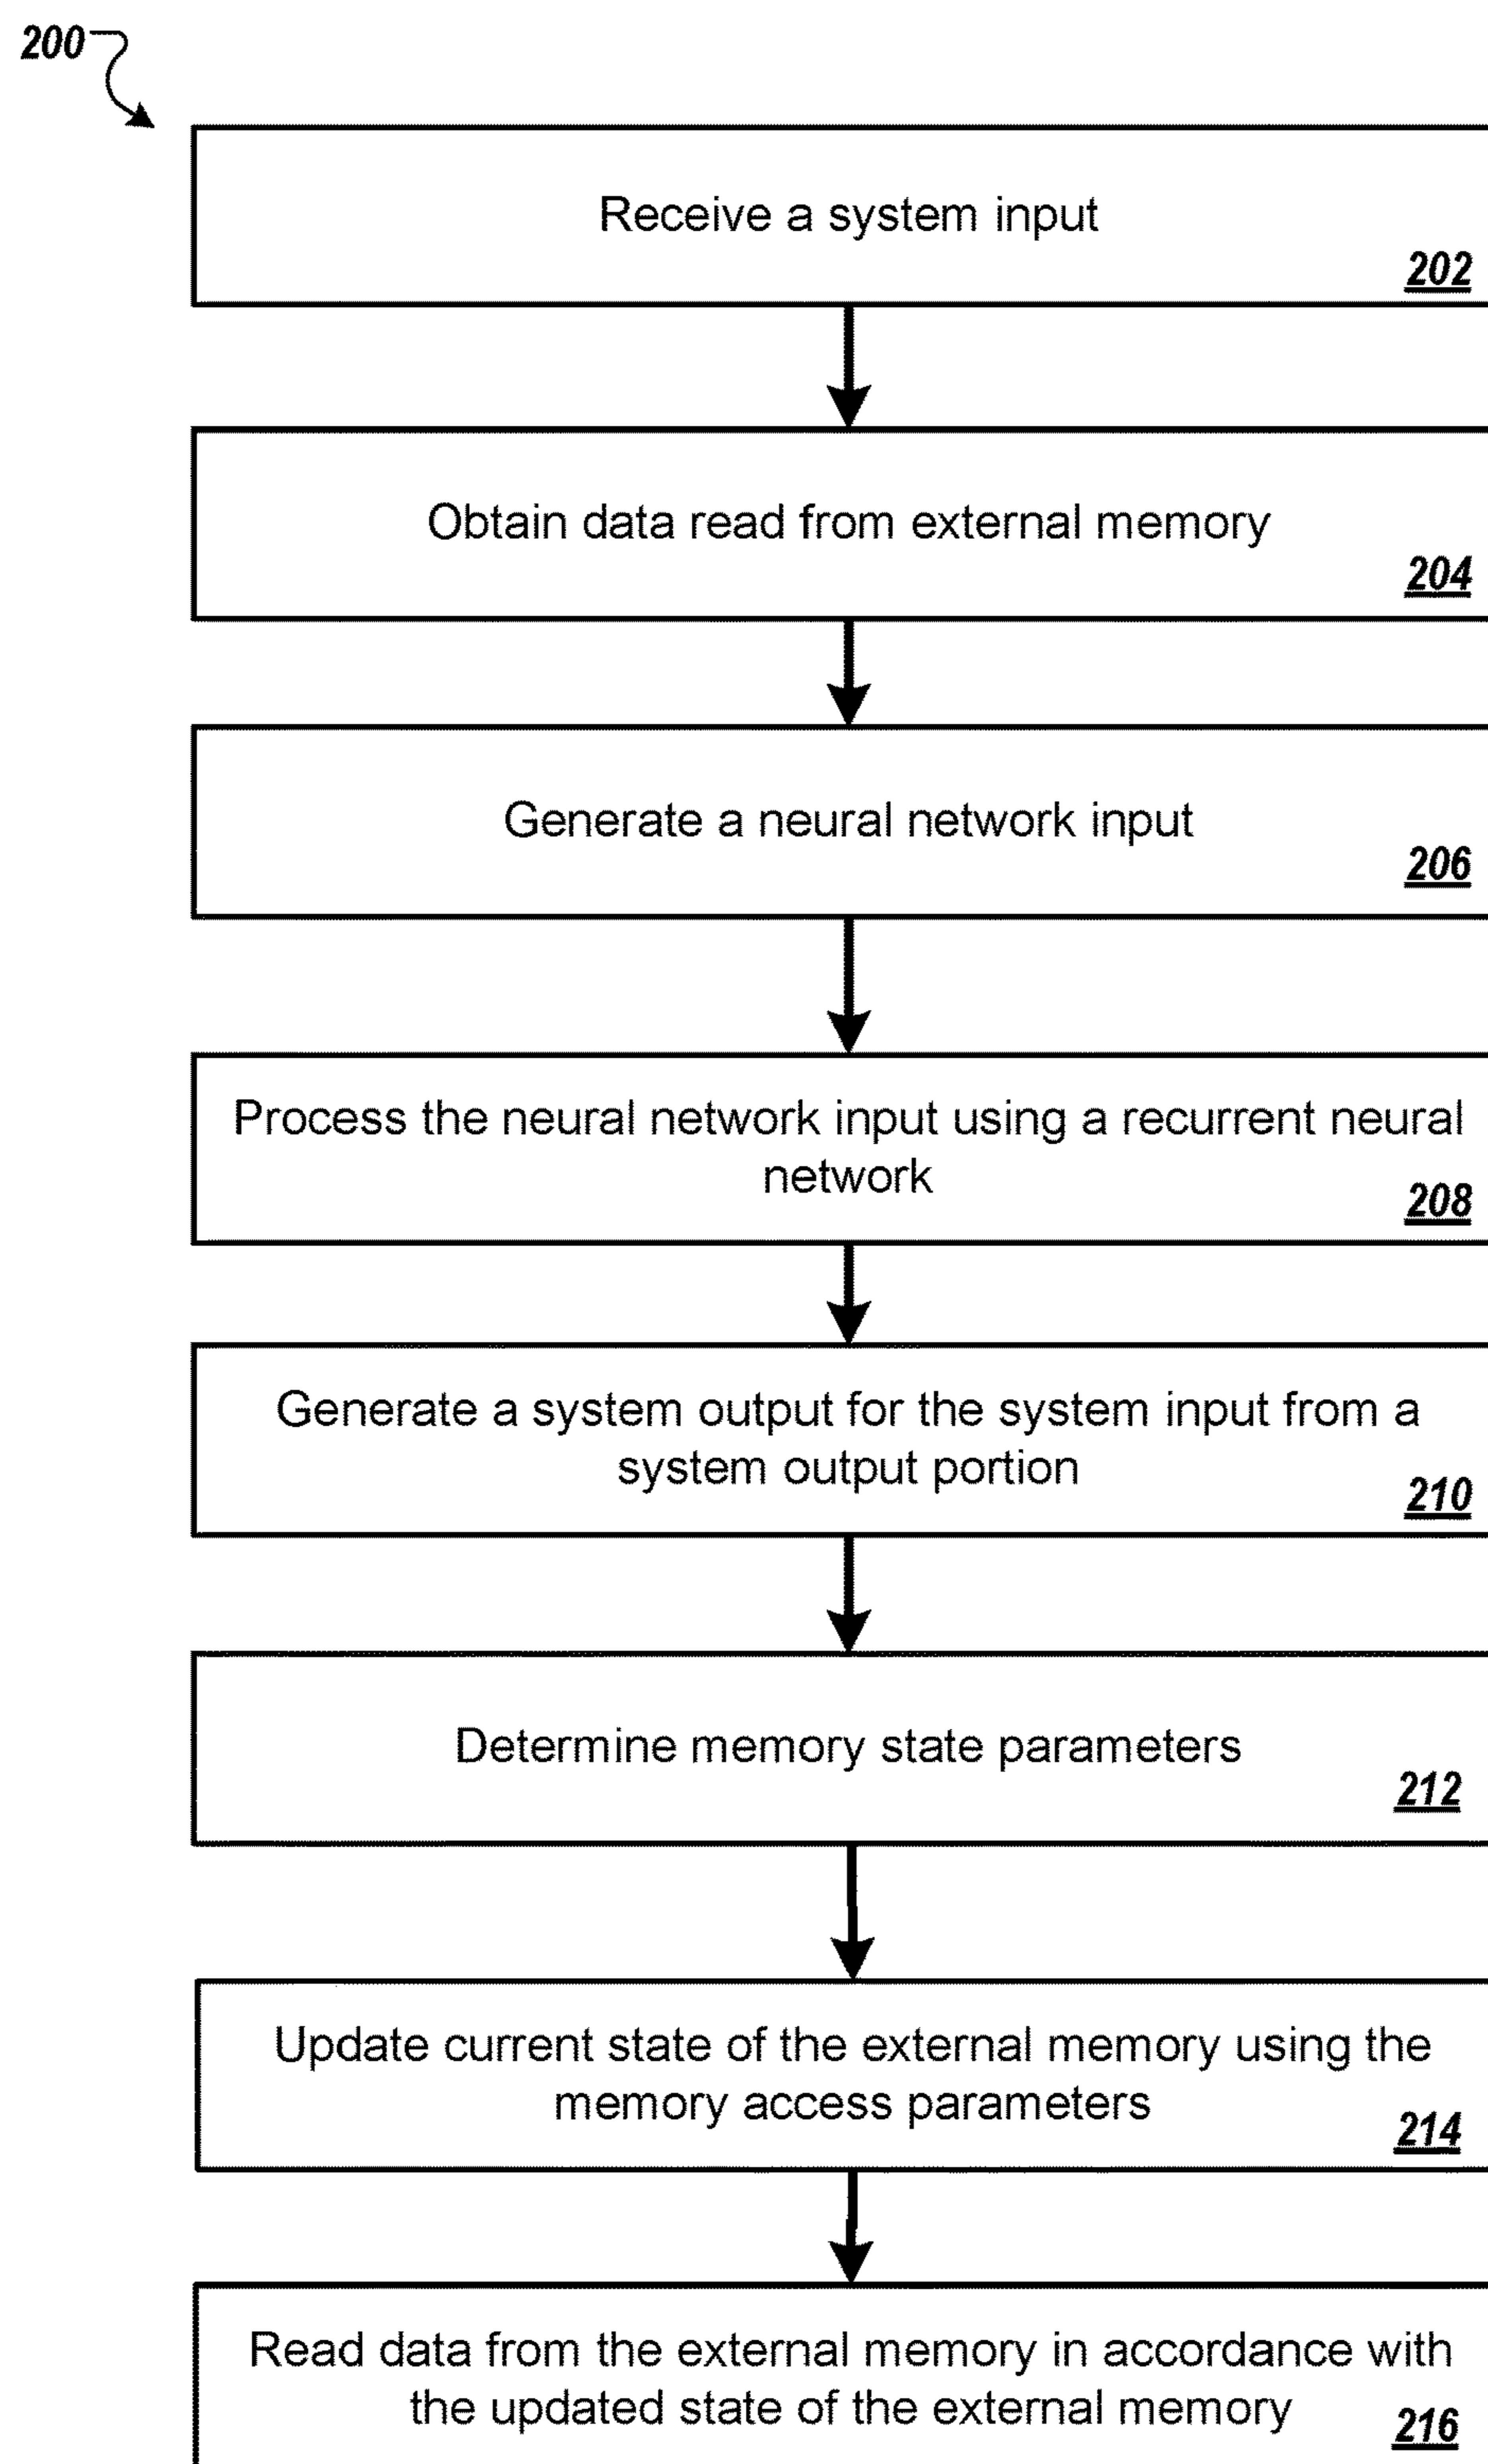 200
Receive a system input
202
Obtain data read from external memory
204
Generate a neural network input
206
Process the neural network input using a recurrent neural
network
208
Generate a system output for the system input from a
system output portion
210
Determine memory state parameters
212
Update current state of the external memory using the
memory access parameters
214
Read data from the external memory in accordance with
the updated state of the external memory
216